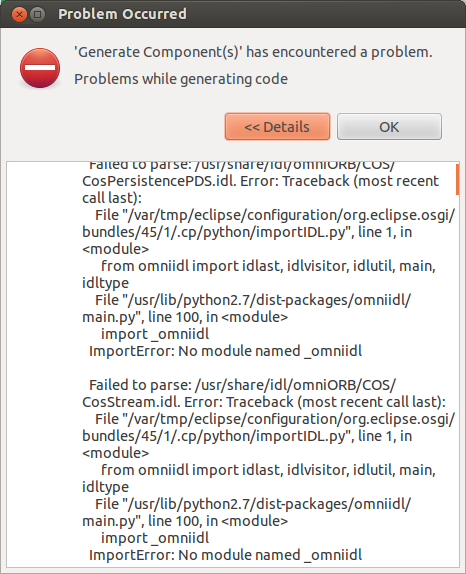 Problem Occurred
'Generate Component(s)' has encountered a problem.
Problems while generating code
<< Details
OK
Failed to parse: /usr/share/idl/omniORB/COS/
CosPersistencePDS.idl. Error: Traceback (most recent
call last):
File "/var/tmp/eclipse/configuration/org.eclipse.osgi/
bundles/45/1/.cp/python/importIDL.py", line 1, in
<module>
from omniidl import idlast, idlvisitor, idlutil, main,
idltype
File "/usr/lib/python2.7/dist-packages/omniidl/
main.py", line 100, in <module>
import _omniidl
ImportError: No module named _omniidl
Failed to parse: /usr/share/idl/omniORB/COS/
CosStream.idl. Error: Traceback (most recent call last):
File "/var/tmp/eclipse/configuration/org.eclipse.osgi/
bundles/45/1/.cp/python/importIDL.py", line 1, in
<module>
from omniidl import idlast, idlvisitor, idlutil, main,
idltype
File "/usr/lib/python2.7/dist-packages/omniidl/
main.py", line 100, in <module>
import _omniidl
ImportError: No module named _omniidl